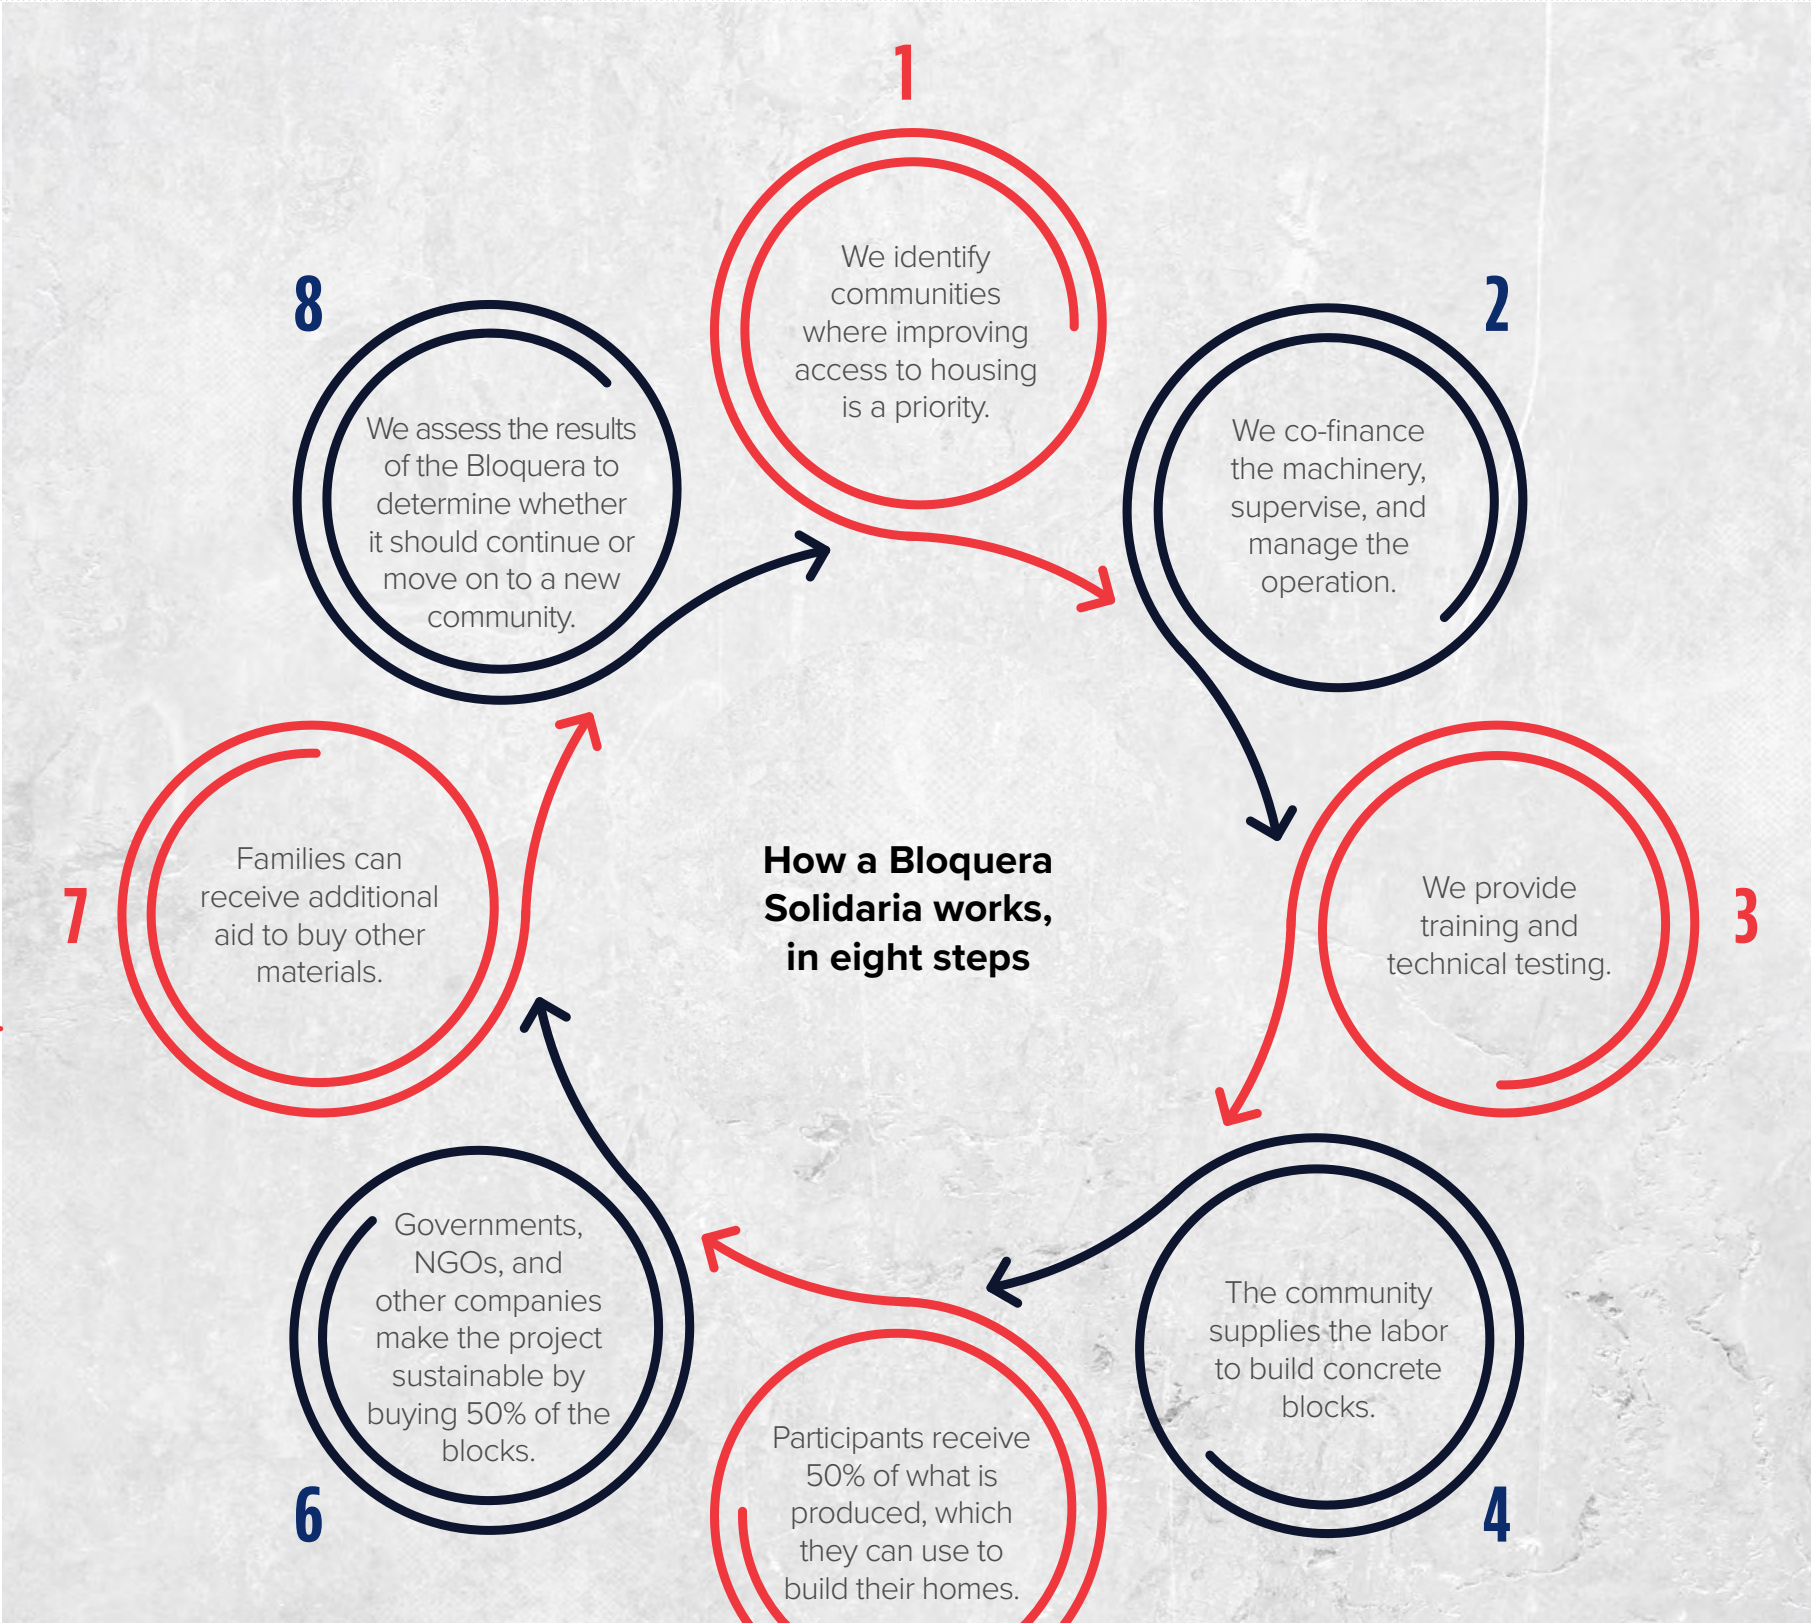 How a Bloquera
Solidaria works,
in eight steps
1
We identify
communities
where improving
access to housing
is a priority.
2
We co-finance
the machinery,
supervise, and
manage the
operation.
3
We provide
training and
technical testing.
4
The community
supplies the labor
to build concrete
blocks.
Participants receive
50% of what is
produced, which
they can use to
build their homes.
6
Governments,
NGOs, and
other companies
make the project
sustainable by
buying 50% of the
blocks.
7
Families can
receive additional
aid to buy other
materials.
8
We assess the results
of the Bloquera to
determine whether
it should continue or
move on to a new
community.